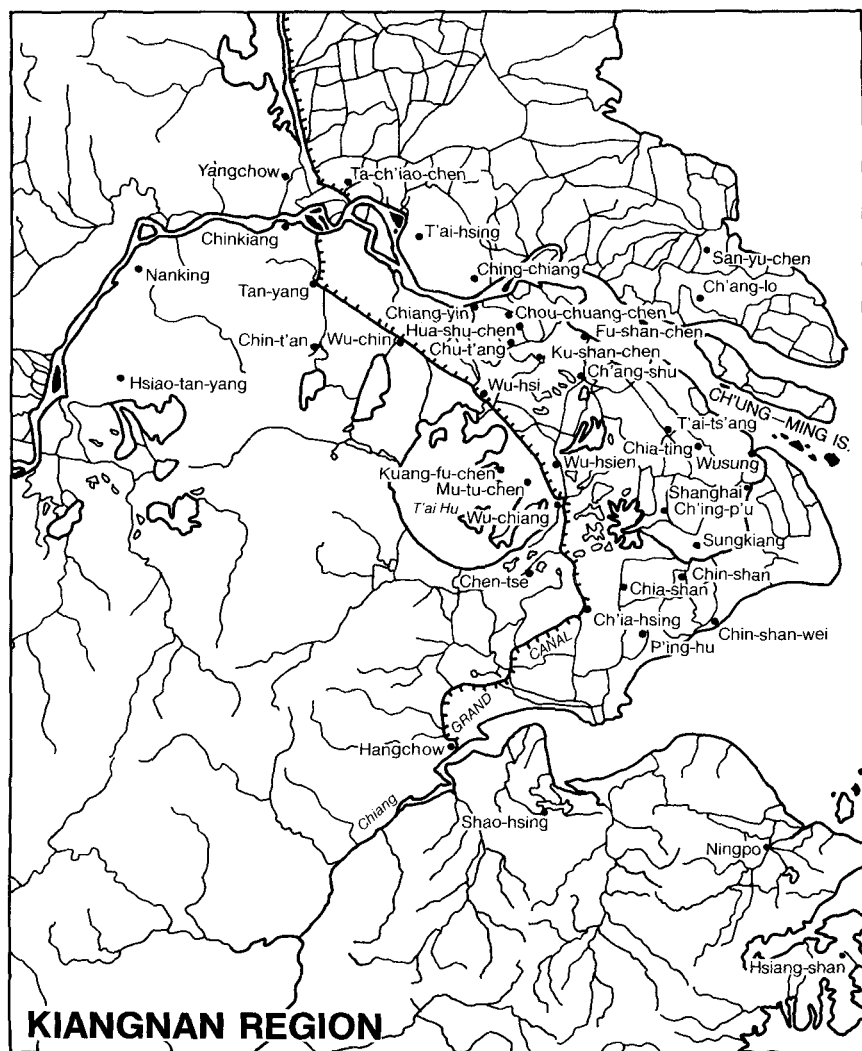 Yangchow
Ta-ch'iao-chen
Chinkiang
T'ai-hsing
San-yu-chen
Nanking
Ching-chiang
Ch'ang-lo
Tan-yang
Chiang-yin
Chou-chuang-chen
Hua-shu-chen
Fu-shan-chen
Chin-t'an
Wu-chin
Chu-t'ang
Ku-shan-chen
Hsiao-tan-yang
Wu-hsi
Ch'ang-shu
CH'UNG–MING IS.
T'ai-ts'ang
Chia-ting
Wusung
Kuang-fu-chen
Wu-hsien
Mu-tu-chen
Shanghai
T'ai Hu
Wu-chiang
Ch'ing-p'u
Sungkiang
Chen-tse
Chin-shan
Chia-shan
Ch'ia-hsing
Chin-shan-wei
P'ing-hu
GRAND CANAL
Hangchow
Chiang
Shao-hsing
Ningpo
Hsiang-shan
KIANGNAN REGION